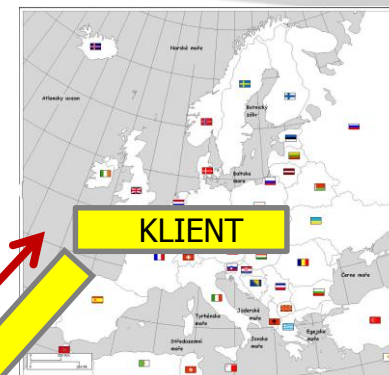 Norské moře
Atlantský oceán
Botnický
záliv
Baltské
moře
KLIENT
Černé moře
Tyrhénské
moře
Jaderské
moře
Středozemní
moře
Jonské
moře
Egejské
moře